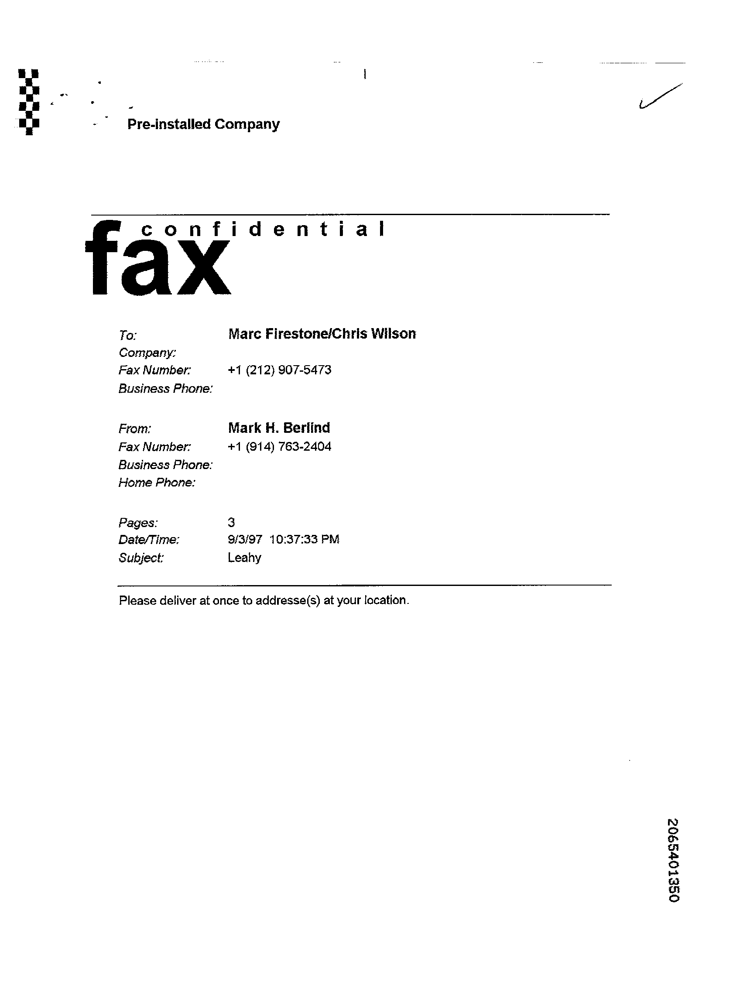 Pre-installed Company
confidential
fax
To: Marc Firestone/Chris Wilson
Company:
Fax Number: +1 (212) 907-5473
Business Phone:
From: Mark H. Berlind
Fax Number: +1 (914) 763-2404
Business Phone:
Home Phone:
Pages: 3
Date/Time: 9/3/97 10:37:33 PM
Subject: Leahy
Please deliver at once to addresse(s) at your location.
2065401350